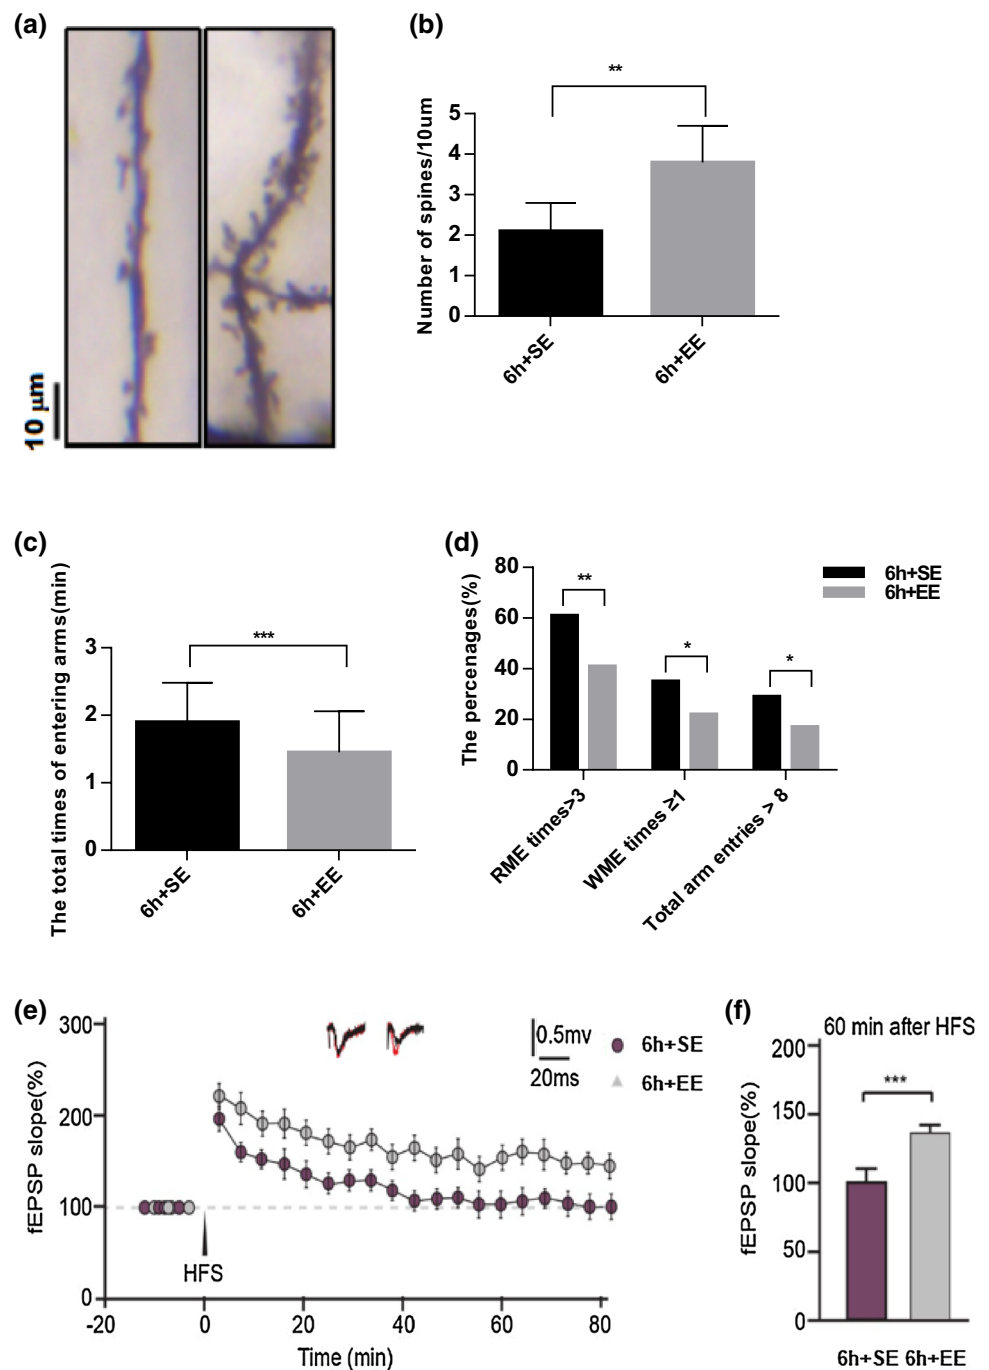 (a)
10 μm
(b)
**
Number of spines/10um
5
4
3
2
1
0
6h+SE
6h+EE
(c)
***
The total times of entering arms(min)
3
2
1
0
6h+SE
6h+EE
(d)
The percenages(%)
80
60
40
20
0
**
*
*
6h+SE
6h+EE
RME times>3
WME times ≥1
Total arm entries > 8
(e)
fEPSP slope(%)
300
200
100
0
0.5mv
20ms
6h+SE
6h+EE
HFS
-20
0
20
40
60
80
Time (min)
(f)
60 min after HFS
fEPSP slope(%)
200
150
100
50
0
***
6h+SE 6h+EE